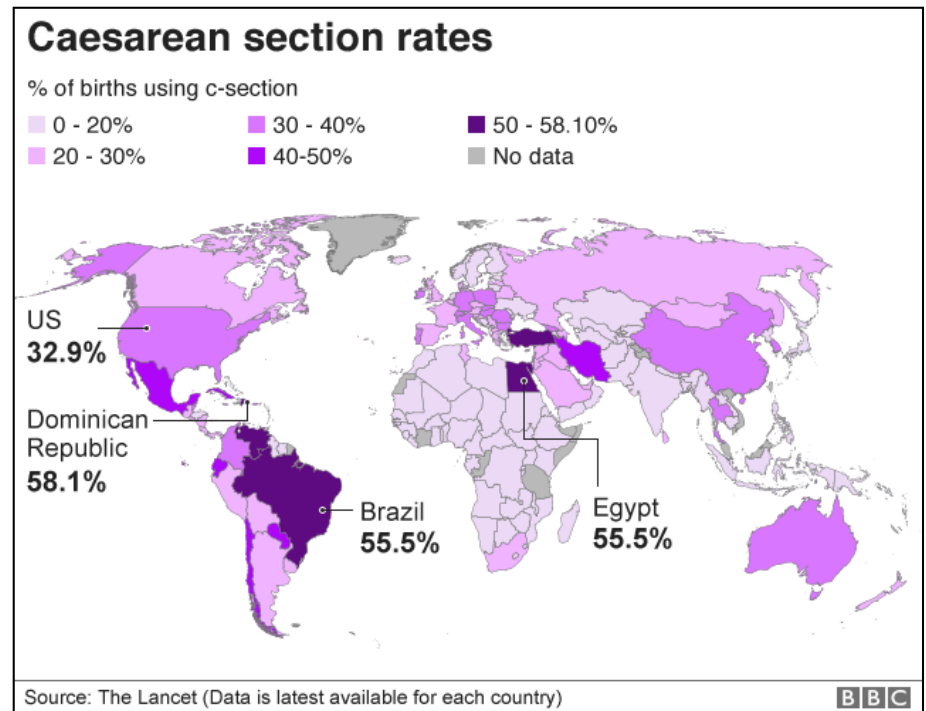 Caesarean section rates
% of births using c-section
0 - 20%
30 - 40%
50 - 58.10%
20 - 30%
40-50%
No data
US
32.9%
Dominican
Republic
58.1%
Brazil
55.5%
Egypt
55.5%
Source: The Lancet (Data is latest available for each country)
BBC